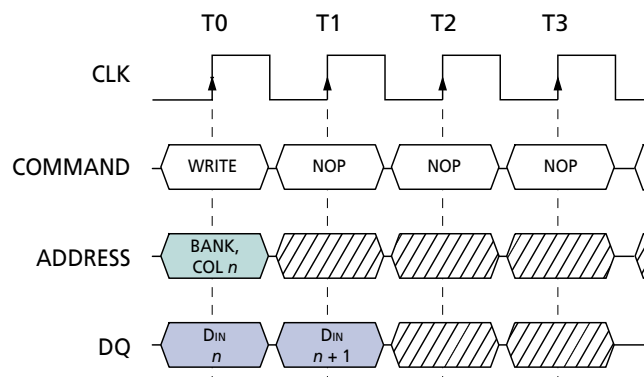 T0 T1 T2 T3
CLK
COMMAND WRITE NOP NOP NOP
ADDRESS BANK,
COL n
DQ DIN DIN
n n + 1